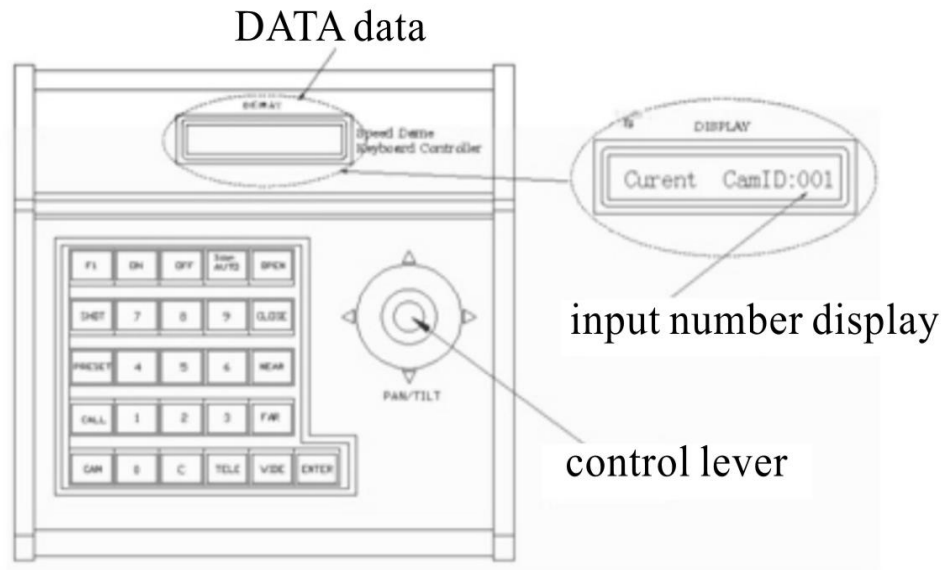 DATA data
DISPLAY
Speed Dome
Keyboard Controller
DISPLAY
Curent CamID:001
input number display
F1 ON OFF AUTO OPEN
SHOT 7 8 9 CLOSE
PRESET 4 5 6 NEAR
PAN/TILT
CALL 1 2 3 FAR
control lever
CAM 0 C TELE WIDE ENTER